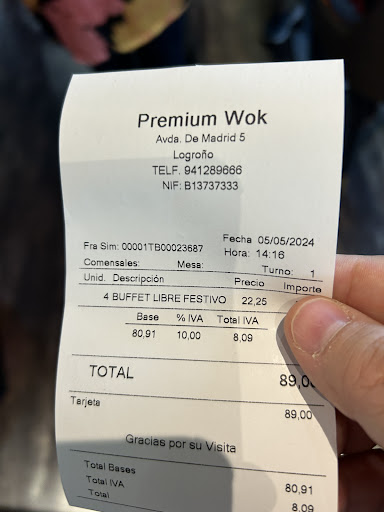 Premium Wok
Avda. De Madrid 5
Logroño
TELF. 941289666
NIF: B13737333
Fecha 05/05/2024
Fra Sim: 00001TB00023687 Hora: 14:16
Comensales: Mesa: Turno: 1
Unid. Descripción Precio Importe
4 BUFFET LIBRE FESTIVO 22,25
Base % IVA Total IVA
80,91 10,00 8,09
TOTAL 89,00
Tarjeta 89,00
Gracias por su Visita
Total Bases 80,91
Total IVA 8,09
Total